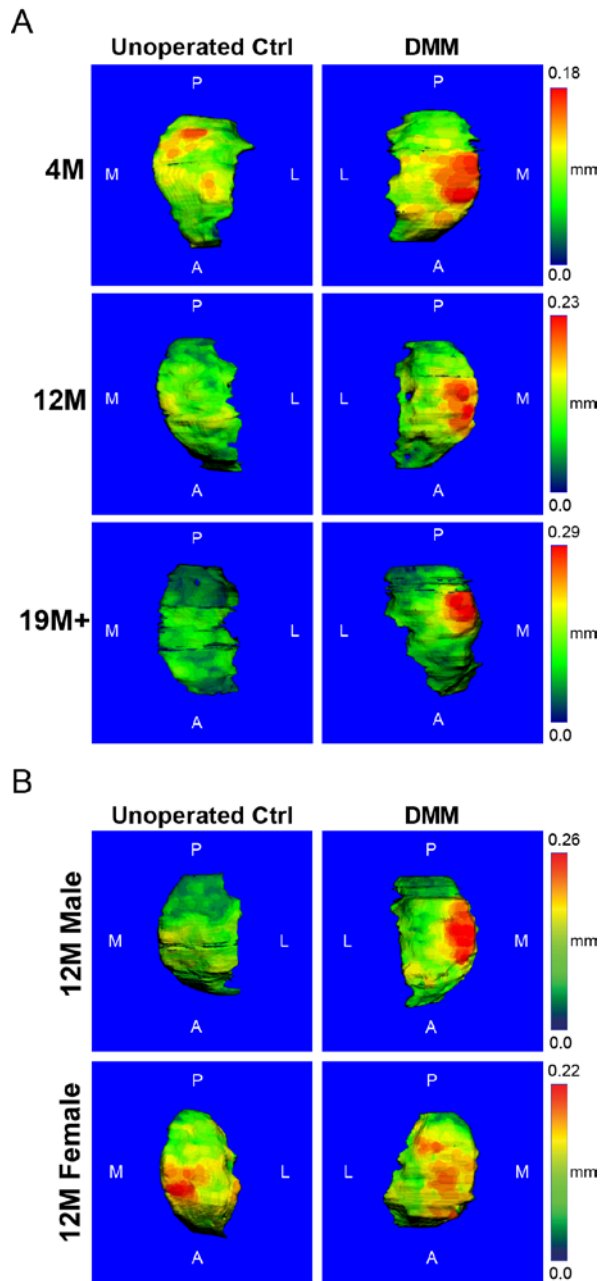 A
Unoperated Ctrl DMM
4M
P
M L
A
P
L M
A
0.18
mm
0.0
12M
P
M L
A
P
L M
A
0.23
mm
0.0
19M+
P
M L
A
P
L M
A
0.29
mm
0.0
B
Unoperated Ctrl DMM
12M Male
P
M L
A
P
L M
A
0.26
mm
0.0
12M Female
P
M L
A
P
L M
A
0.22
mm
0.0